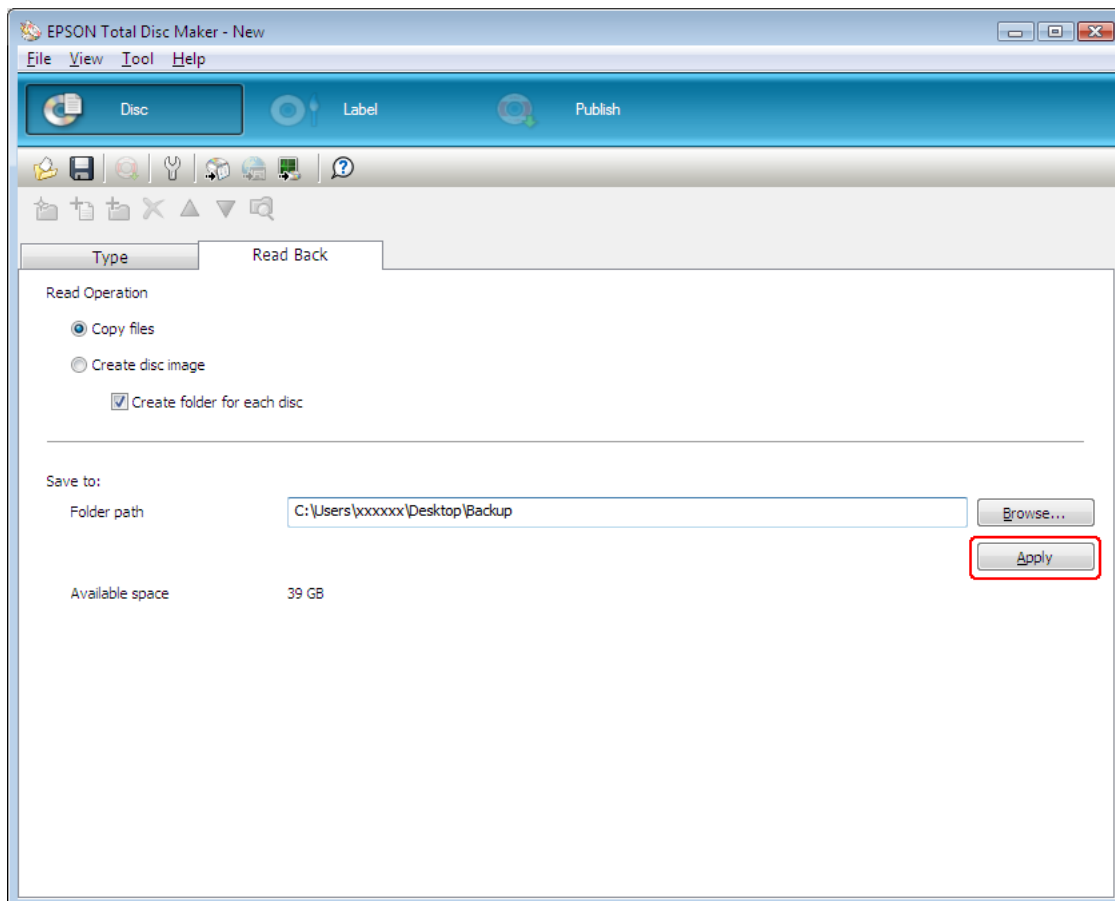 EPSON Total Disc Maker - New
File View Tool Help
Disc Label Publish
Type Read Back
Read Operation
Copy files
Create disc image
Create folder for each disc
Save to:
Folder path C:\Users\xxxxxx\Desktop\Backup Browse...
Apply
Available space 39 GB